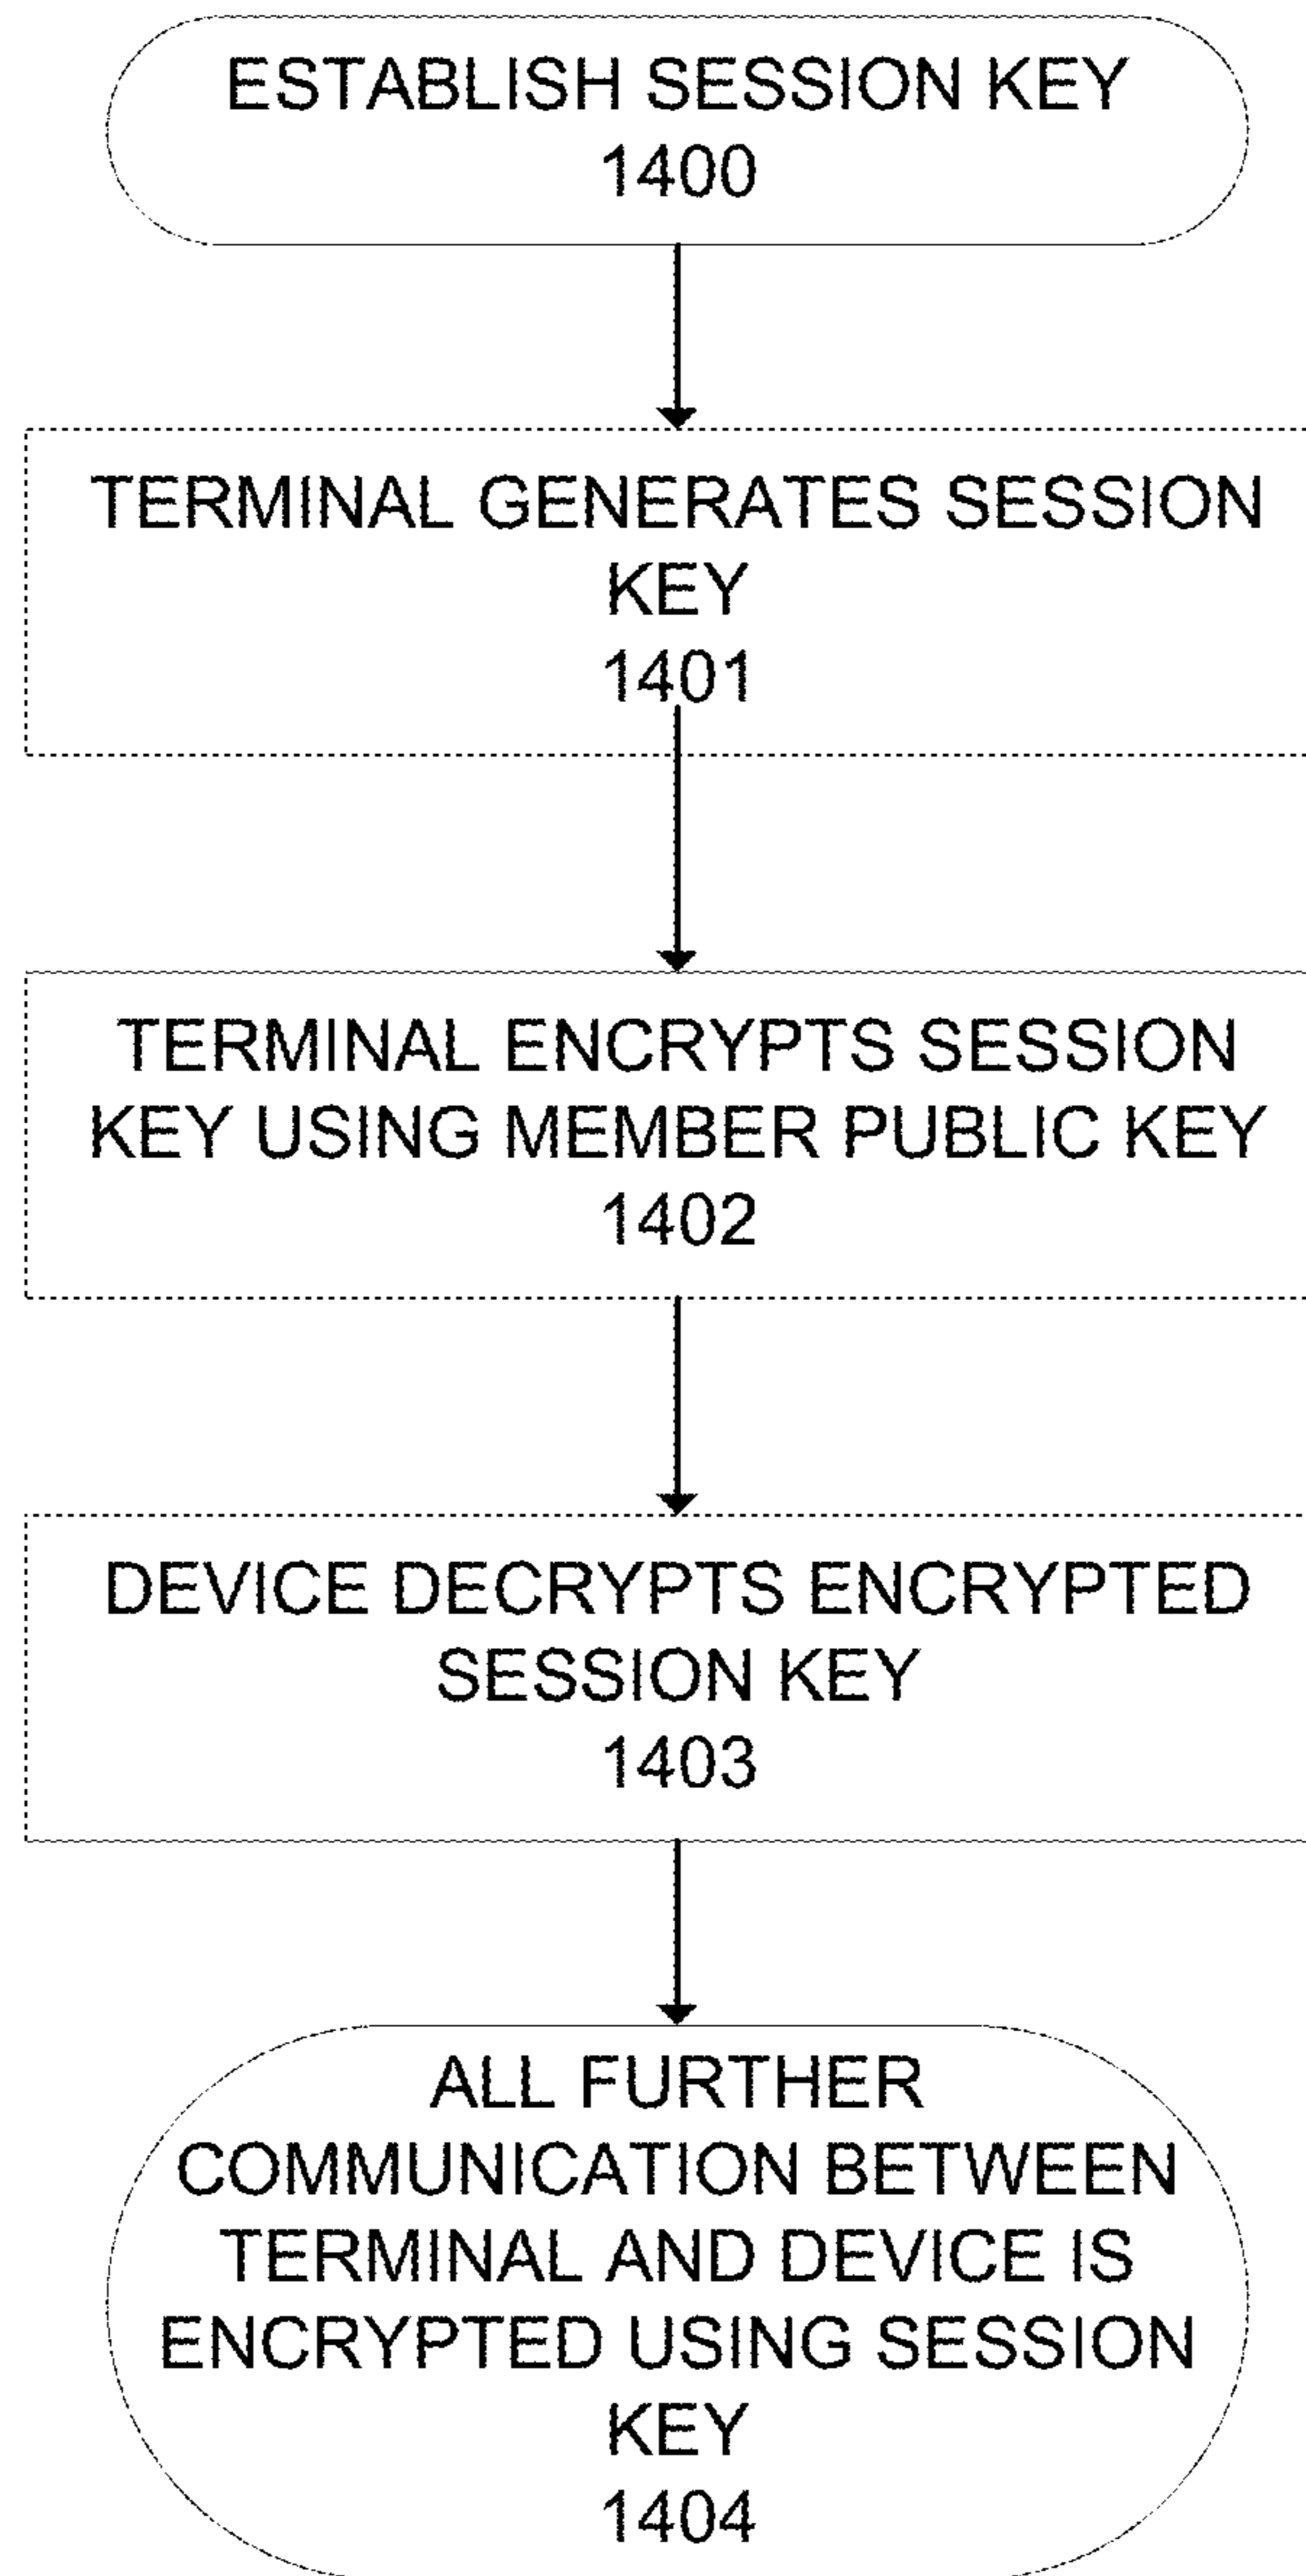 ESTABLISH SESSION KEY
1400
TERMINAL GENERATES SESSION
KEY
1401
TERMINAL ENCRYPTS SESSION
KEY USING MEMBER PUBLIC KEY
1402
DEVICE DECRYPTS ENCRYPTED
SESSION KEY
1403
ALL FURTHER
COMMUNICATION BETWEEN
TERMINAL AND DEVICE IS
ENCRYPTED USING SESSION
KEY
1404